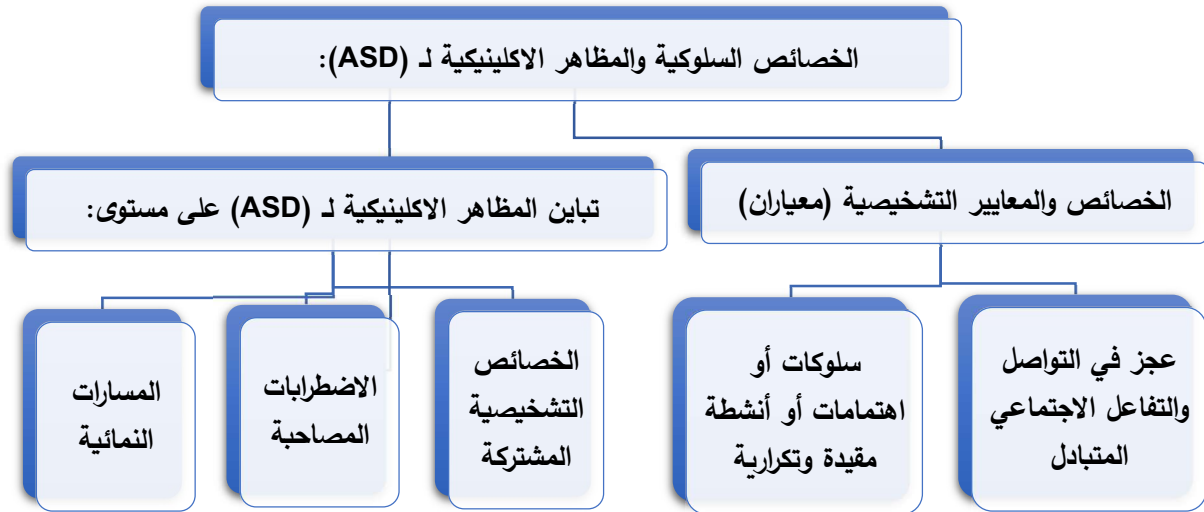 الخصائص السلوكية والمظاهر الاكلينيكية لـ (ASD):
الخصائص والمعايير التشخيصية (معياران)
تباين المظاهر الاكلينيكية لـ (ASD) على مستوى:
عجز في التواصل
والتفاعل الاجتماعي
المتبادل
سلوكات أو
اهتمامات أو أنشطة
مقيدة وتكرارية
الخصائص
التشخيصية
المشتركة
الاضطرابات
المصاحبة
المسارات
النمائية